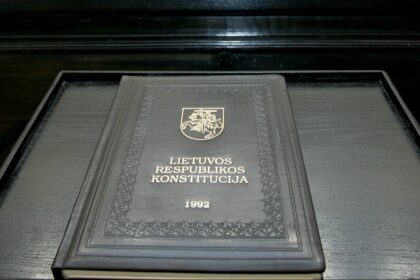 LIETUVOS
RESPUBLIKOS
KONSTITUCIJA
1992